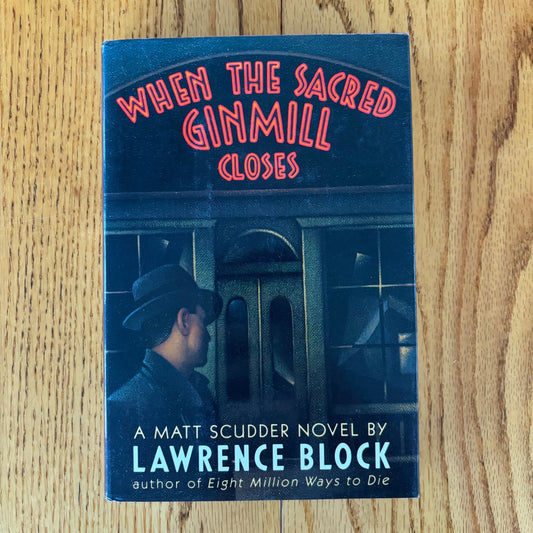 WHEN THE SACRED
GINMILL
CLOSES
A MATT SCUDDER NOVEL BY
LAWRENCE BLOCK
author of Eight Million Ways to Die